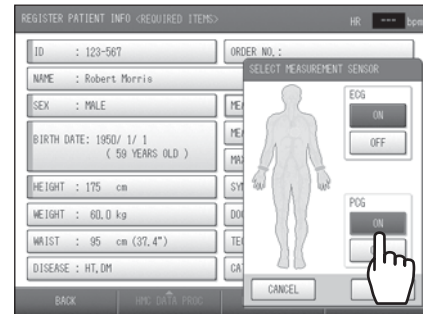 REGISTER PATIENT INFO <REQUIRED ITEMS>
HR --- bpm
ID : 123-567
ORDER NO. :
NAME : Robert Morris
SEX : MALE
BIRTH DATE: 1950/ 1/ 1
( 59 YEARS OLD )
HEIGHT : 175 cm
WEIGHT : 60.0 kg
WAIST : 95 cm (37.4")
DISEASE : HT, DM
SELECT MEASUREMENT SENSOR
ECG
ON
OFF
PCG
ON
CANCEL
BACK
HMC DATA PROC